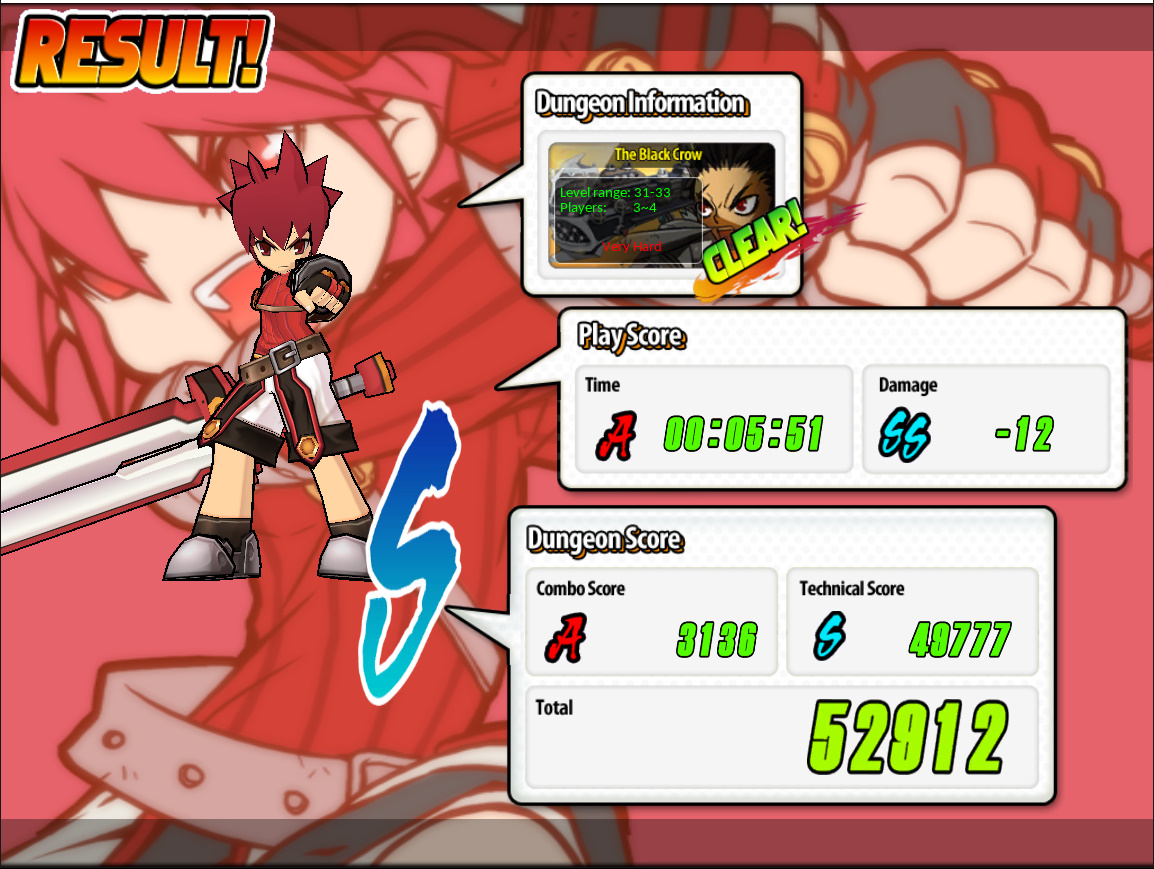 RESULT!
Dungeon Information
The Black Crow
Level range: 31-33
Players: 3~4
Very Hard
CLEAR!
Play Score
Time
Damage
A 00:05:51
SS -12
S
Dungeon Score
Combo Score
Technical Score
A 3136
S 49777
Total
52912